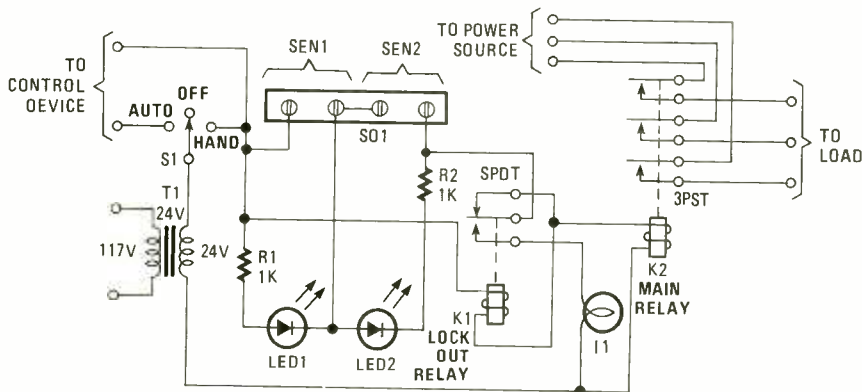 TO POWER
SOURCE
SEN1
SEN2
TO
CONTROL
DEVICE
OFF
AUTO
HAND
S1
SO1
SPDT
R2
1K
TO
LOAD
3PST
T1
24V
117V
24V
R1
1K
K1
LOCK
OUT
RELAY
K2
MAIN
RELAY
LED1
LED2
I1